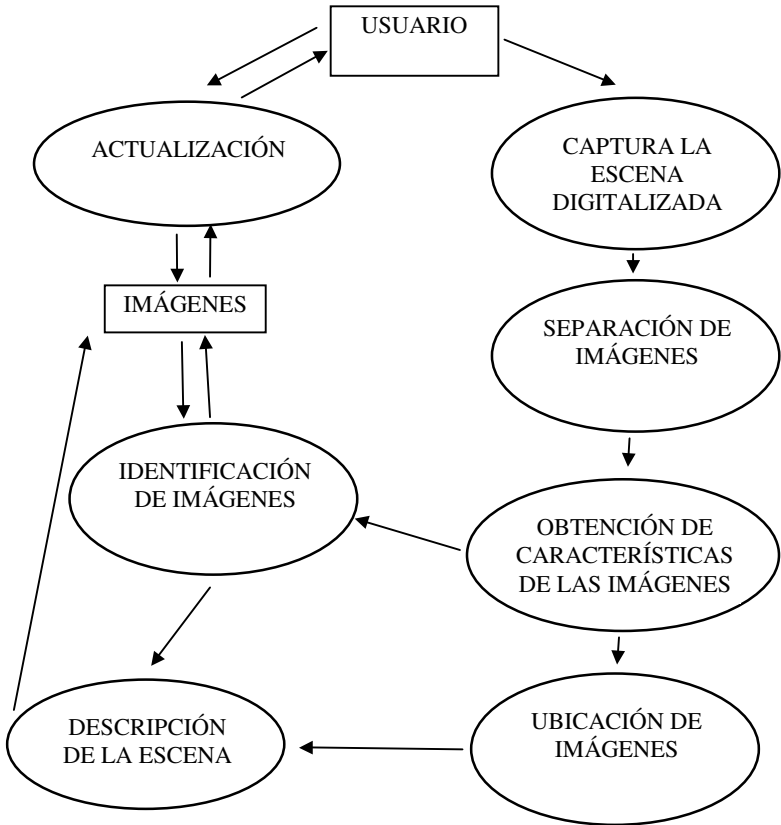 USUARIO
ACTUALIZACIÓN
CAPTURA LA
ESCENA
DIGITALIZADA
IMÁGENES
SEPARACIÓN DE
IMÁGENES
IDENTIFICACIÓN
DE IMÁGENES
OBTENCIÓN DE
CARACTERÍSTICAS
DE LAS IMÁGENES
DESCRIPCIÓN
DE LA ESCENA
UBICACIÓN DE
IMÁGENES